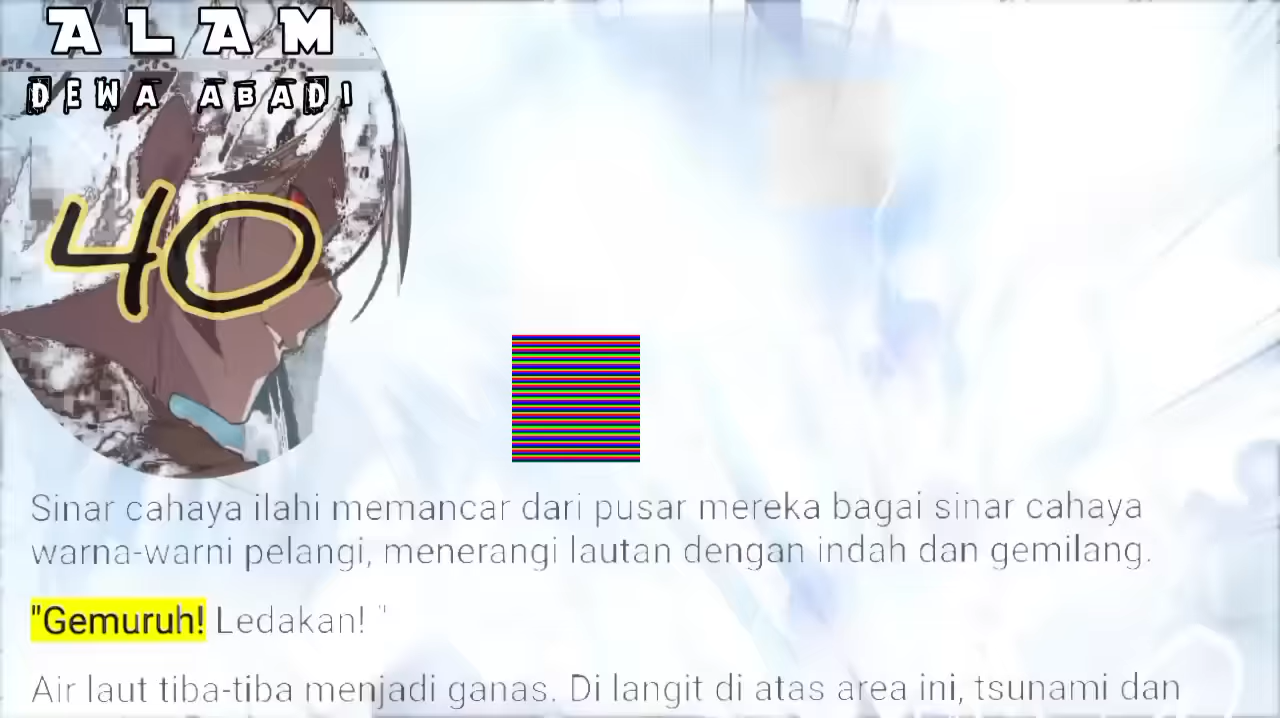 ALAM
DEWA ABADI
40
Sinar cahaya ilahi memancar dari pusar mereka bagai sinar cahaya
warna-warni pelangi, menerangi lautan dengan indah dan gemilang.
"Gemuruh! Ledakan! "
Air laut tiba-tiba menjadi ganas. Di langit di atas area ini, tsunami dan